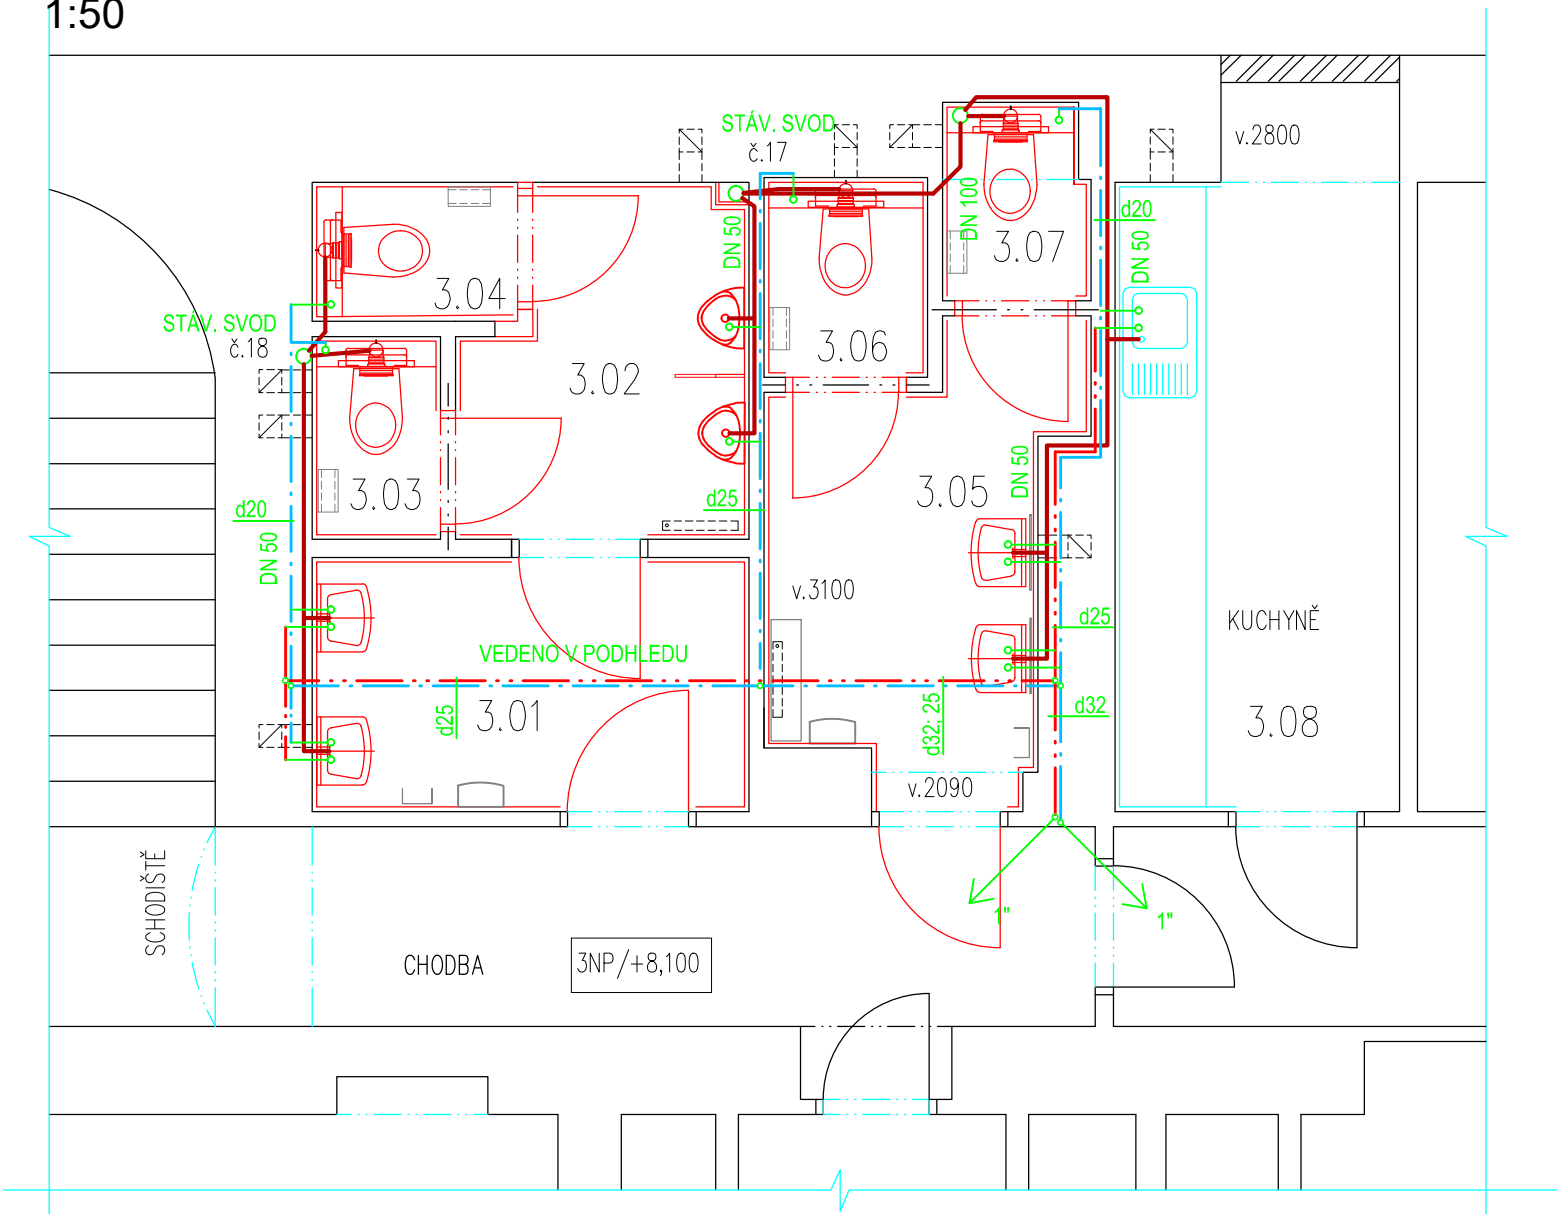 1:50
STÁV. SVOD
č.17
v.2800
DN 50
DN 100
d20
DN 50
3.07
3.04
STÁV. SVOD
č.18
3.06
3.02
3.03
d20
DN 50
d25
3.05
DN 50
v.3100
KUCHYNĚ
d25
VEDENO V PODHLEDU
d25
3.01
d32; 25
d32
3.08
v.2090
SCHODIŠTĚ
CHODBA
3NP/+8,100
1"
1"